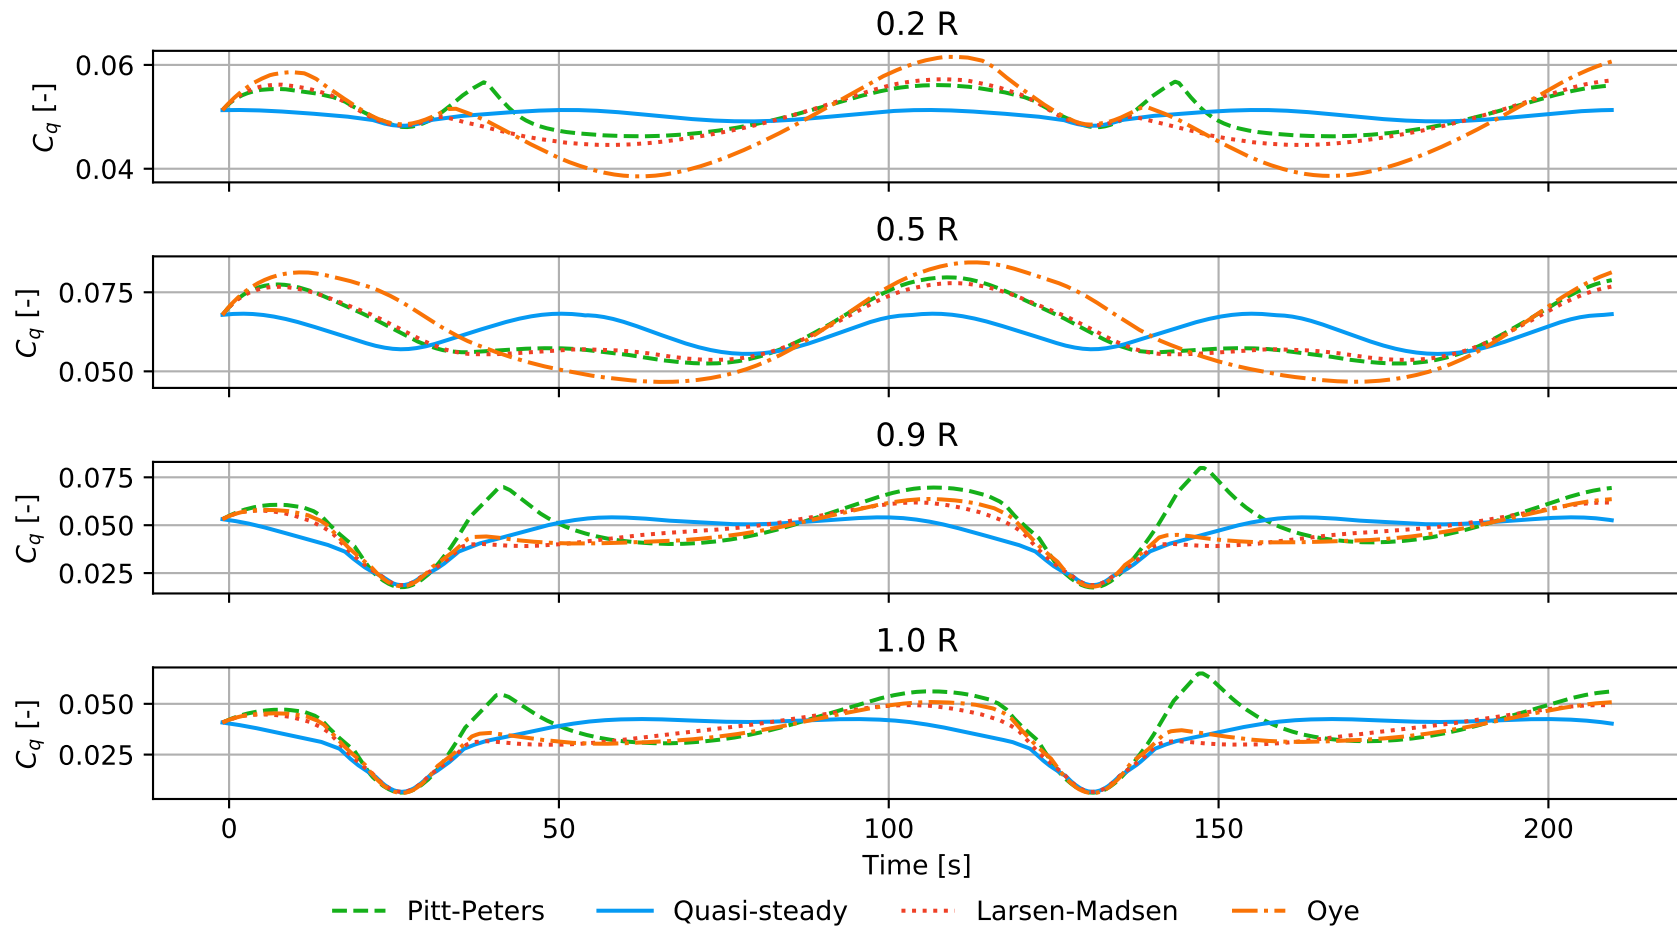 0.2 R
0.06
0.04
C_q [-]
0.5 R
0.075
0.050
C_q [-]
0.9 R
0.075
0.050
0.025
C_q [-]
1.0 R
0.050
0.025
C_q [-]
0 50 100 150 200
Time [s]
Pitt-Peters Quasi-steady Larsen-Madsen Oye